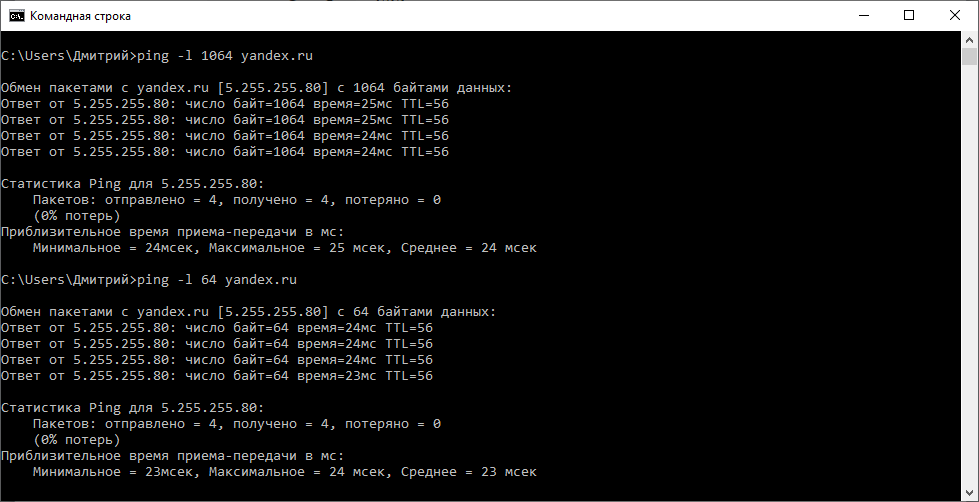 Командная строка
C:\Users\Дмитрий>ping -l 1064 yandex.ru
Обмен пакетами с yandex.ru [5.255.255.80] с 1064 байтами данных:
Ответ от 5.255.255.80: число байт=1064 время=25мс TTL=56
Ответ от 5.255.255.80: число байт=1064 время=25мс TTL=56
Ответ от 5.255.255.80: число байт=1064 время=24мс TTL=56
Ответ от 5.255.255.80: число байт=1064 время=24мс TTL=56
Статистика Ping для 5.255.255.80:
Пакетов: отправлено = 4, получено = 4, потеряно = 0
(0% потерь)
Приблизительное время приема-передачи в мс:
Минимальное = 24мсек, Максимальное = 25 мсек, Среднее = 24 мсек
C:\Users\Дмитрий>ping -l 64 yandex.ru
Обмен пакетами с yandex.ru [5.255.255.80] с 64 байтами данных:
Ответ от 5.255.255.80: число байт=64 время=24мс TTL=56
Ответ от 5.255.255.80: число байт=64 время=24мс TTL=56
Ответ от 5.255.255.80: число байт=64 время=24мс TTL=56
Ответ от 5.255.255.80: число байт=64 время=23мс TTL=56
Статистика Ping для 5.255.255.80:
Пакетов: отправлено = 4, получено = 4, потеряно = 0
(0% потерь)
Приблизительное время приема-передачи в мс:
Минимальное = 23мсек, Максимальное = 24 мсек, Среднее = 23 мсек